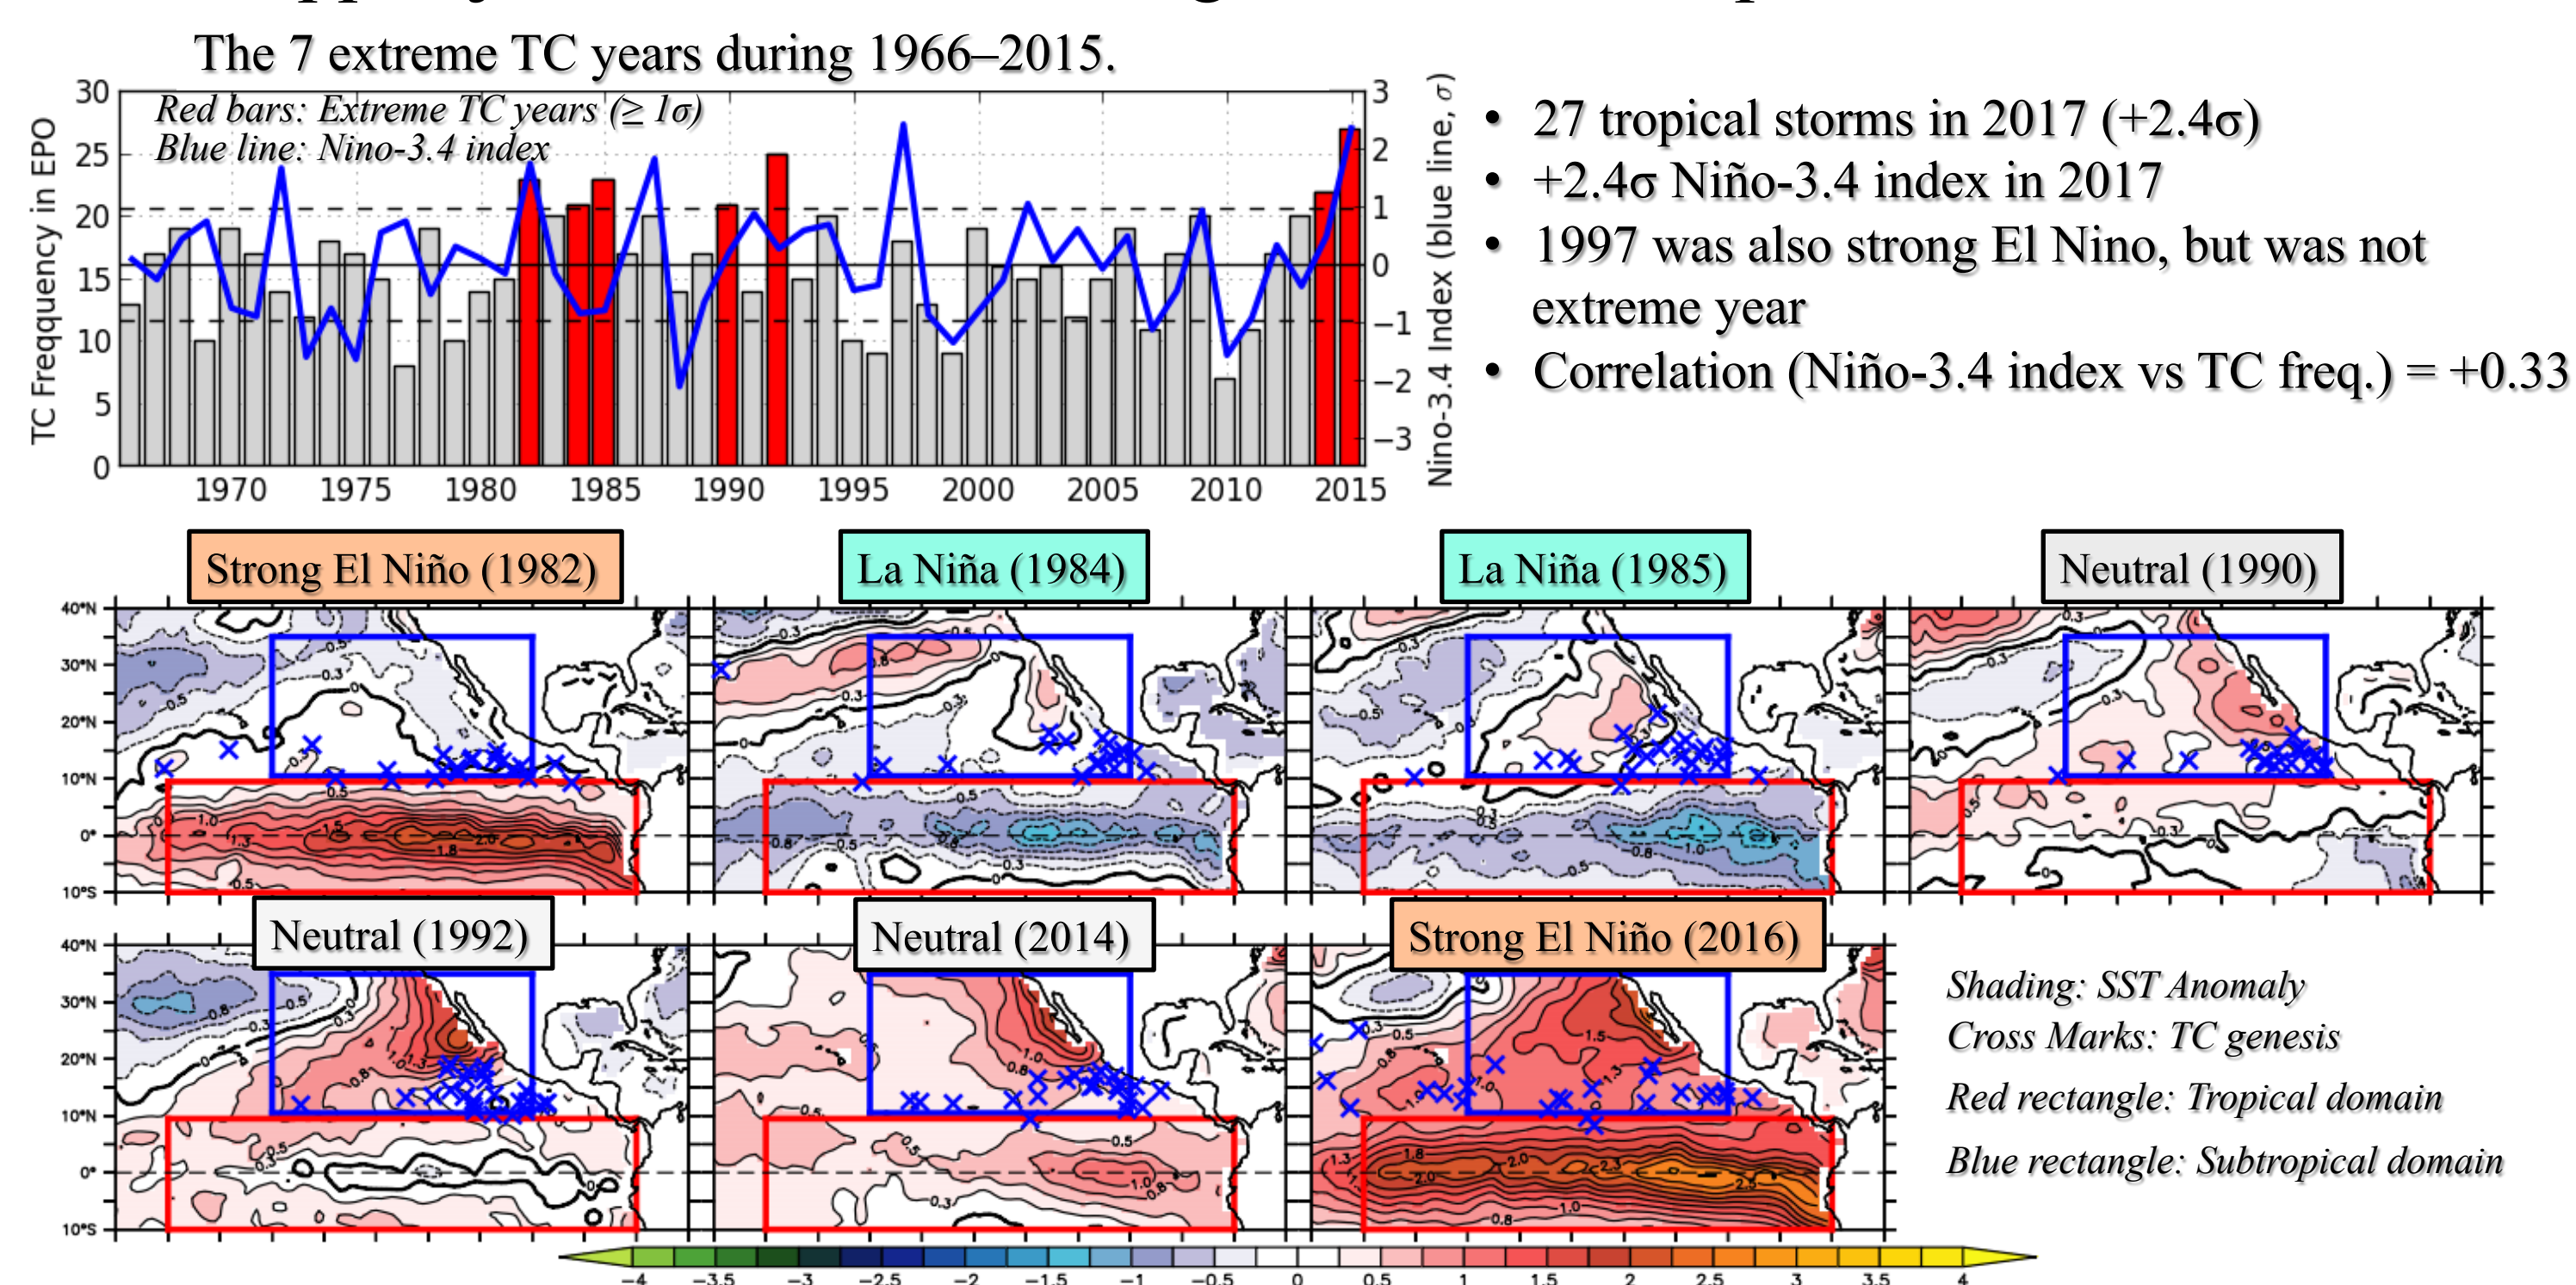 The 7 extreme TC years during 1966–2015.
Red bars: Extreme TC years (≥ 1σ)
Blue line: Nino-3.4 index
TC Freqquency in EPO
30
25
20
15
10
5
0
1970 1975 1980 1985 1990 1995 2000 2005 2010 2015
3
2
1
0
−1
−2
−3
Nino-3.4 Index (blue line, σ)
• 27 tropical storms in 2017 (+2.4σ)
• +2.4σ Niño-3.4 index in 2017
• 1997 was also strong El Nino, but was not
extreme year
• Correlation (Niño-3.4 index vs TC freq.) = +0.33
Strong El Niño (1982)
La Niña (1984)
La Niña (1985)
Neutral (1990)
40°N
30°N
20°N
10°N
0°
10°S
Neutral (1992)
Neutral (2014)
Strong El Niño (2016)
40°N
30°N
20°N
10°N
0°
10°S
Shading: SST Anomaly
Cross Marks: TC genesis
Red rectangle: Tropical domain
Blue rectangle: Subtropical domain
−4 −3.5 −3 −2.5 −2 −1.5 −1 −0.5 0 0.5 1 1.5 2 2.5 3 3.5 4